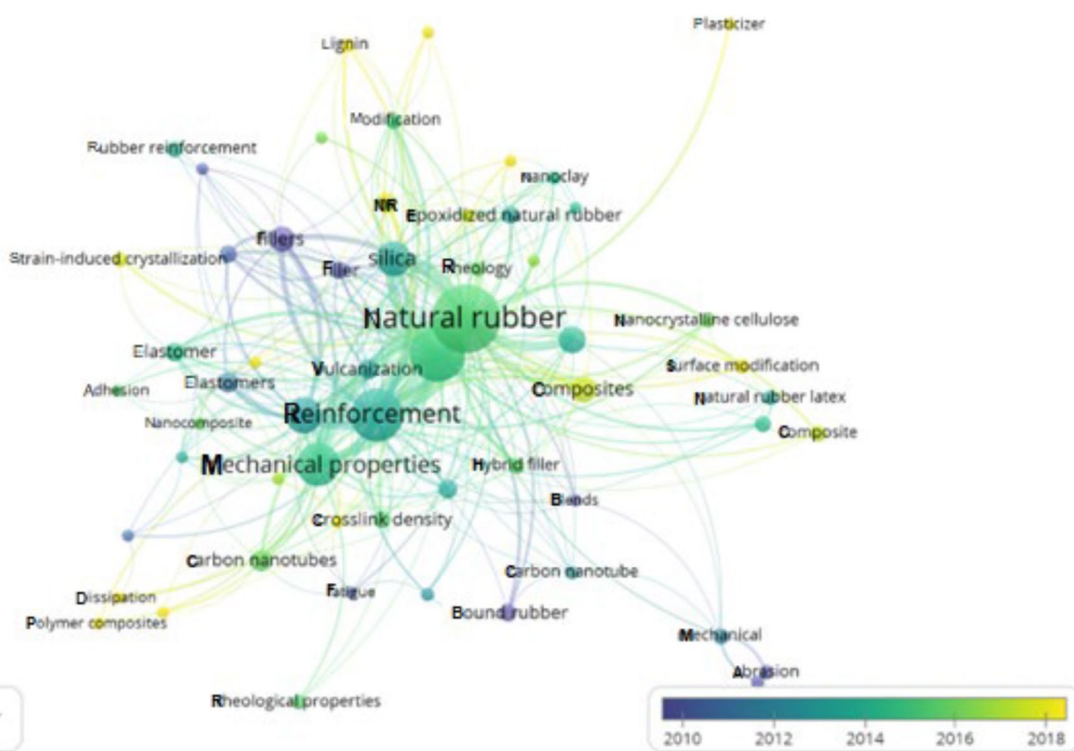 Plasticizer
Lignin
Modification
Rubber reinforcement
Nanoclay
NR
Epoxidized natural rubber
fillers
Strain-induced crystallization
Filler
silica
Rheology
Natural rubber
Nanocrystalline cellulose
Elastomer
Vulcanization
Surface modification
Elastomers
Adhesion
Composites
Natural rubber latex
Reinforcement
Nanocomposite
Composite
Mechanical properties
Hybrid filler
Blends
Crosslink density
Carbon nanotubes
Carbon nanotube
Fatigue
Dissipation
Bound rubber
Polymer composites
Mechanical
Abrasion
Rheological properties
2010 2012 2014 2016 2018